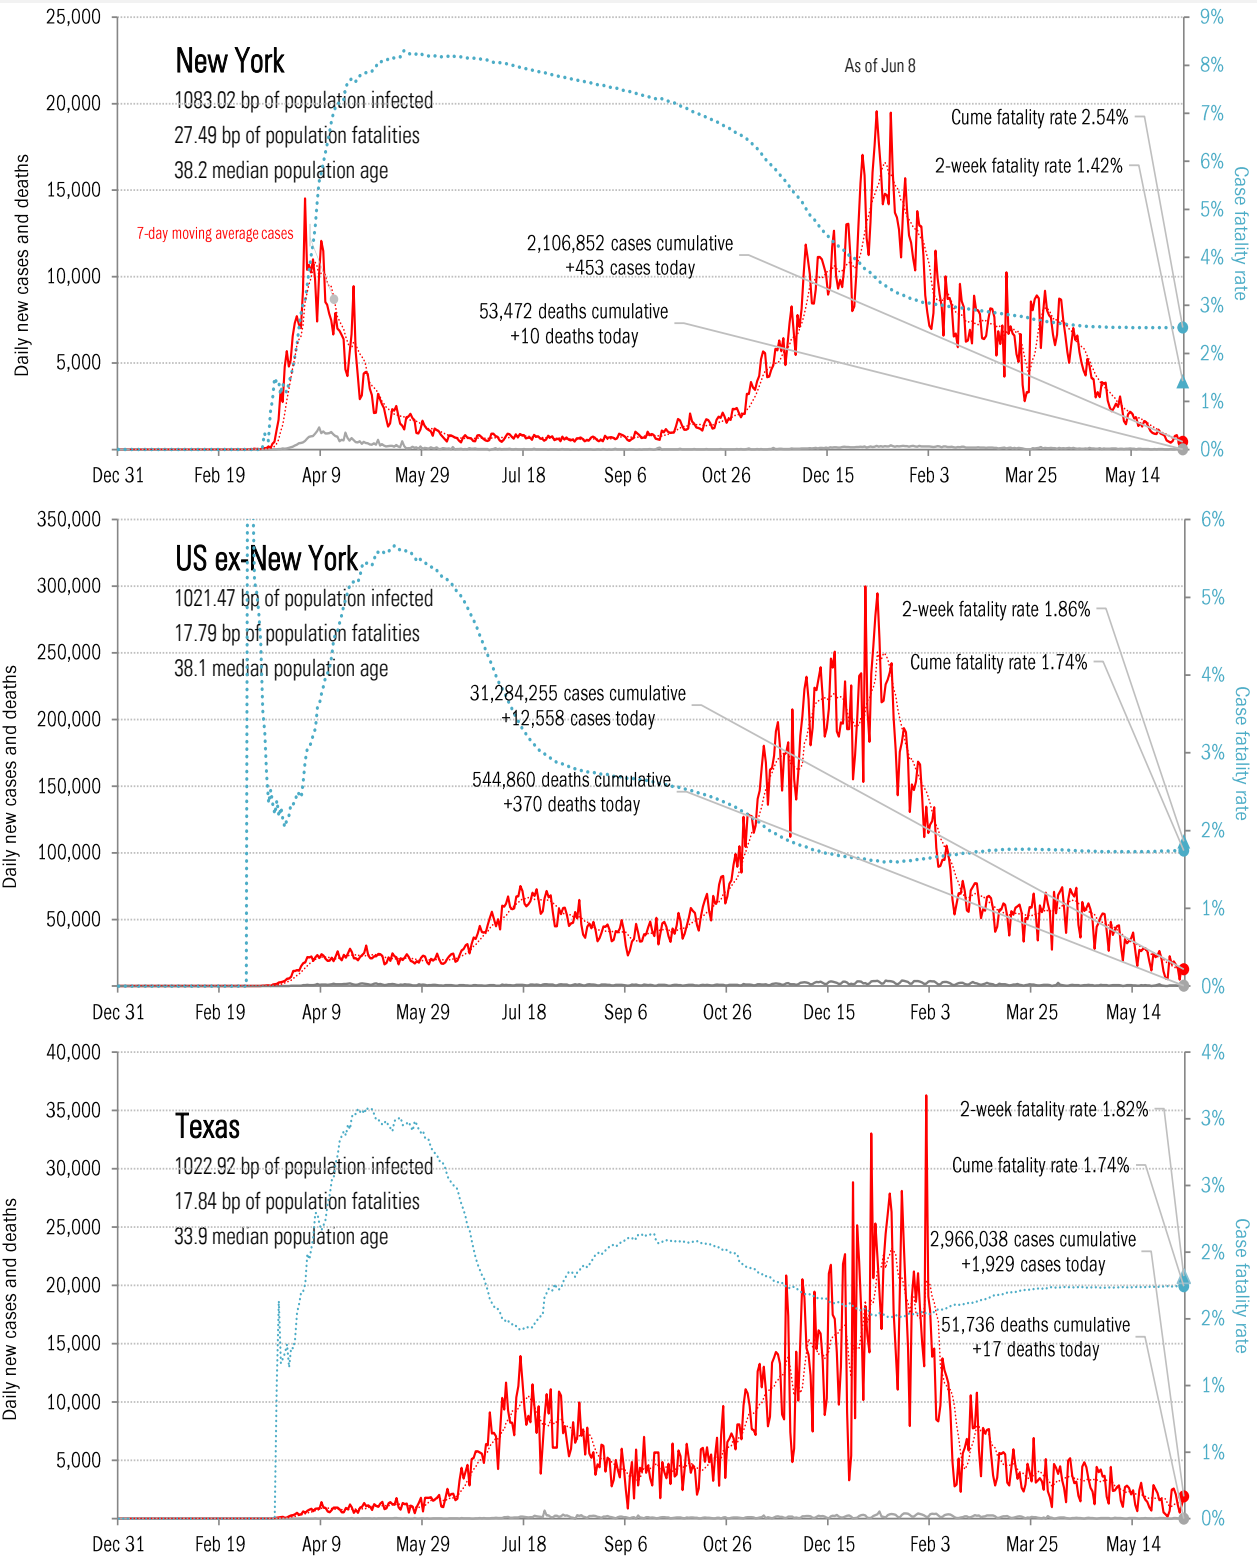 25,000
20,000
15,000
10,000
5,000
Daily new cases and deaths
New York
1083.02 bp of population infected
27.49 bp of population fatalities
38.2 median population age
7-day moving average cases
As of Jun 8
Cume fatality rate 2.54%
2-week fatality rate 1.42%
2,106,852 cases cumulative
+453 cases today
53,472 deaths cumulative
+10 deaths today
9%
8%
7%
6%
5%
4%
3%
2%
1%
0%
Case fatality rate
Dec 31 Feb 19 Apr 9 May 29 Jul 18 Sep 6 Oct 26 Dec 15 Feb 3 Mar 25 May 14
350,000
300,000
250,000
200,000
150,000
100,000
50,000
Daily new cases and deaths
US ex-New York
1021.47 bp of population infected
17.79 bp of population fatalities
38.1 median population age
2-week fatality rate 1.86%
Cume fatality rate 1.74%
31,284,255 cases cumulative
+12,558 cases today
544,860 deaths cumulative
+370 deaths today
6%
5%
4%
3%
2%
1%
0%
Case fatality rate
Dec 31 Feb 19 Apr 9 May 29 Jul 18 Sep 6 Oct 26 Dec 15 Feb 3 Mar 25 May 14
40,000
35,000
30,000
25,000
20,000
15,000
10,000
5,000
Daily new cases and deaths
Texas
1022.92 bp of population infected
17.84 bp of population fatalities
33.9 median population age
2-week fatality rate 1.82%
Cume fatality rate 1.74%
2,966,038 cases cumulative
+1,929 cases today
51,736 deaths cumulative
+17 deaths today
4%
3%
3%
2%
2%
1%
1%
0%
Case fatality rate
Dec 31 Feb 19 Apr 9 May 29 Jul 18 Sep 6 Oct 26 Dec 15 Feb 3 Mar 25 May 14